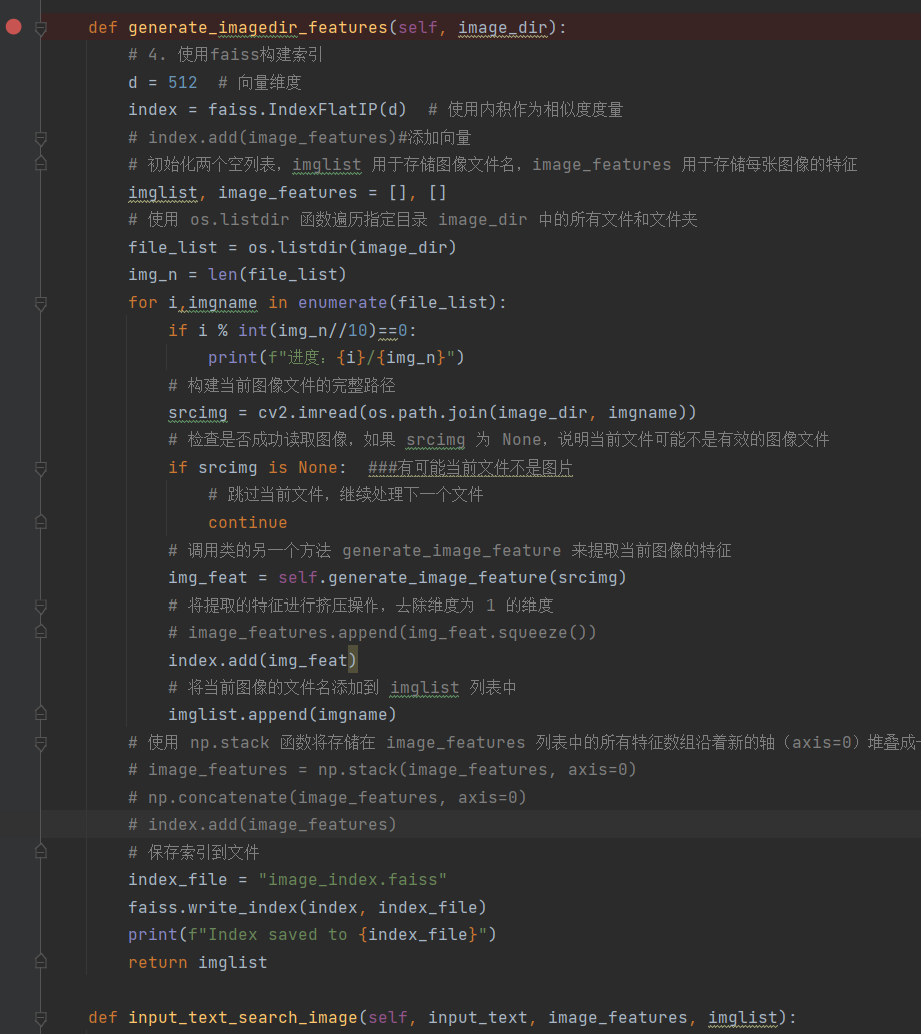 def generate_imagedir_features(self, image_dir):
# 4. 使用faiss构建索引
d = 512  # 向量维度
index = faiss.IndexFlatIP(d)  # 使用内积作为相似度度量
# index.add(image_features)#添加向量
# 初始化两个空列表，imglist 用于存储图像文件名，image_features 用于存储每张图像的特征
imglist, image_features = [], []
# 使用 os.listdir 函数遍历指定目录 image_dir 中的所有文件和文件夹
file_list = os.listdir(image_dir)
img_n = len(file_list)
for i,imgname in enumerate(file_list):
if i % int(img_n//10)==0:
print(f"进度：{i}/{img_n}")
# 构建当前图像文件的完整路径
srcimg = cv2.imread(os.path.join(image_dir, imgname))
# 检查是否成功读取图像，如果 srcimg 为 None，说明当前文件可能不是有效的图像文件
if srcimg is None:  ###有可能当前文件不是图片
# 跳过当前文件，继续处理下一个文件
continue
# 调用类的另一个方法 generate_image_feature 来提取当前图像的特征
img_feat = self.generate_image_feature(srcimg)
# 将提取的特征进行挤压操作，去除维度为 1 的维度
# image_features.append(img_feat.squeeze())
index.add(img_feat)
# 将当前图像的文件名添加到 imglist 列表中
imglist.append(imgname)
# 使用 np.stack 函数将存储在 image_features 列表中的所有特征数组沿着新的轴（axis=0）堆叠成
# image_features = np.stack(image_features, axis=0)
# np.concatenate(image_features, axis=0)
# index.add(image_features)
# 保存索引到文件
index_file = "image_index.faiss"
faiss.write_index(index, index_file)
print(f"Index saved to {index_file}")
return imglist
def input_text_search_image(self, input_text, image_features, imglist):